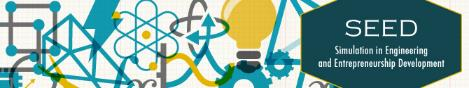 SEED
Simulation in Engineering
and Entrepreneurship Development